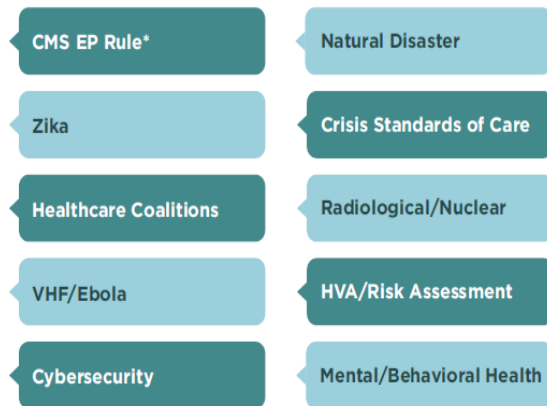 CMS EP Rule*
Natural Disaster
Zika
Crisis Standards of Care
Healthcare Coalitions
Radiological/Nuclear
VHF/Ebola
HVA/Risk Assessment
Cybersecurity
Mental/Behavioral Health